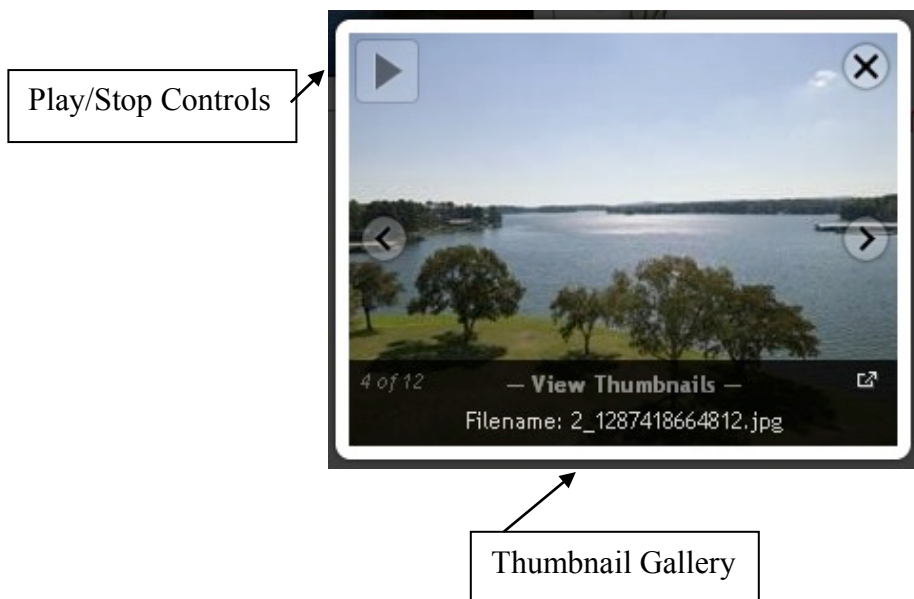 Play/Stop Controls
4 of 12
— View Thumbnails —
Filename: 2_1287418664812.jpg
Thumbnail Gallery